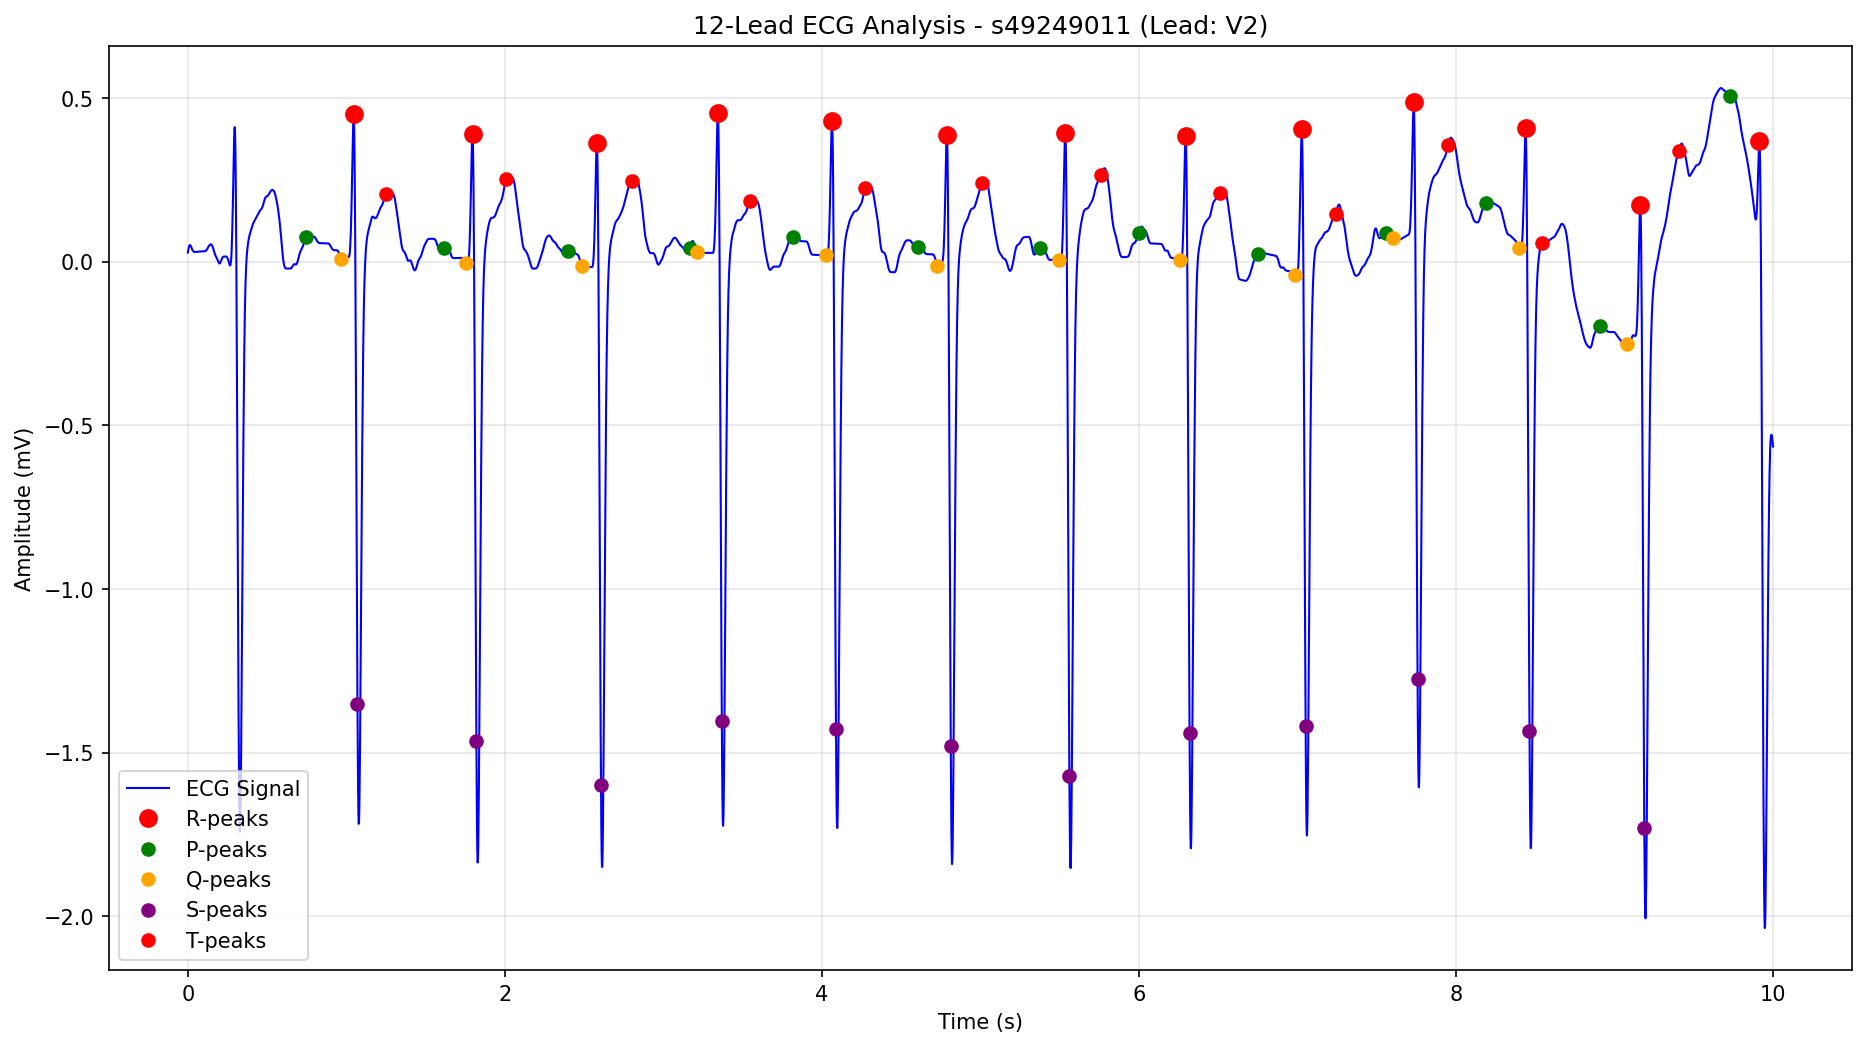 12-Lead ECG Analysis - s49249011 (Lead: V2)
Amplitude (mV)
0.5
0.0
−0.5
−1.0
−1.5
−2.0
ECG Signal
R-peaks
P-peaks
Q-peaks
S-peaks
T-peaks
0 2 4 6 8 10
Time (s)